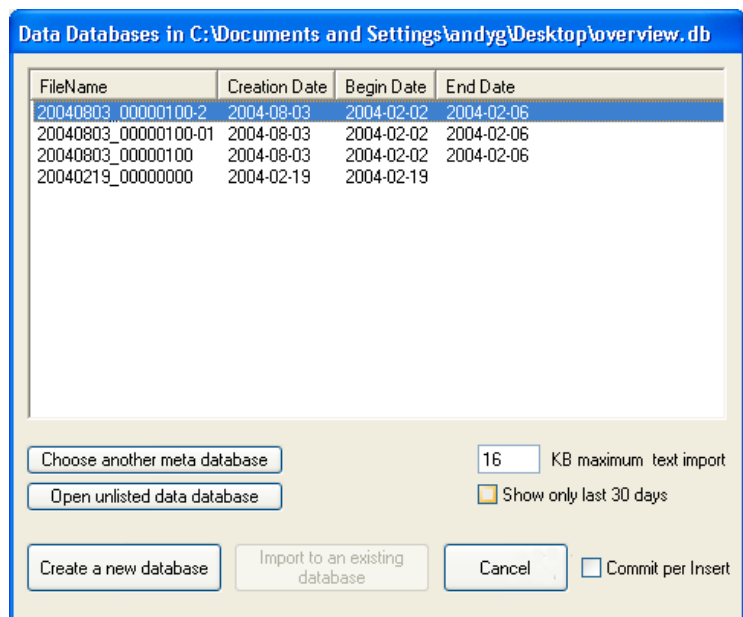 Data Databases in C:\Documents and Settings\andyg\Desktop\overview.db
FileName Creation Date Begin Date End Date
20040803_00000100-2 2004-08-03 2004-02-02 2004-02-06
20040803_00000100-01 2004-08-03 2004-02-02 2004-02-06
20040803_00000100 2004-08-03 2004-02-02 2004-02-06
20040219_00000000 2004-02-19 2004-02-19
Choose another meta database 16 KB maximum text import
Open unlisted data database Show only last 30 days
Create a new database Import to an existing
database Cancel Commit per Insert